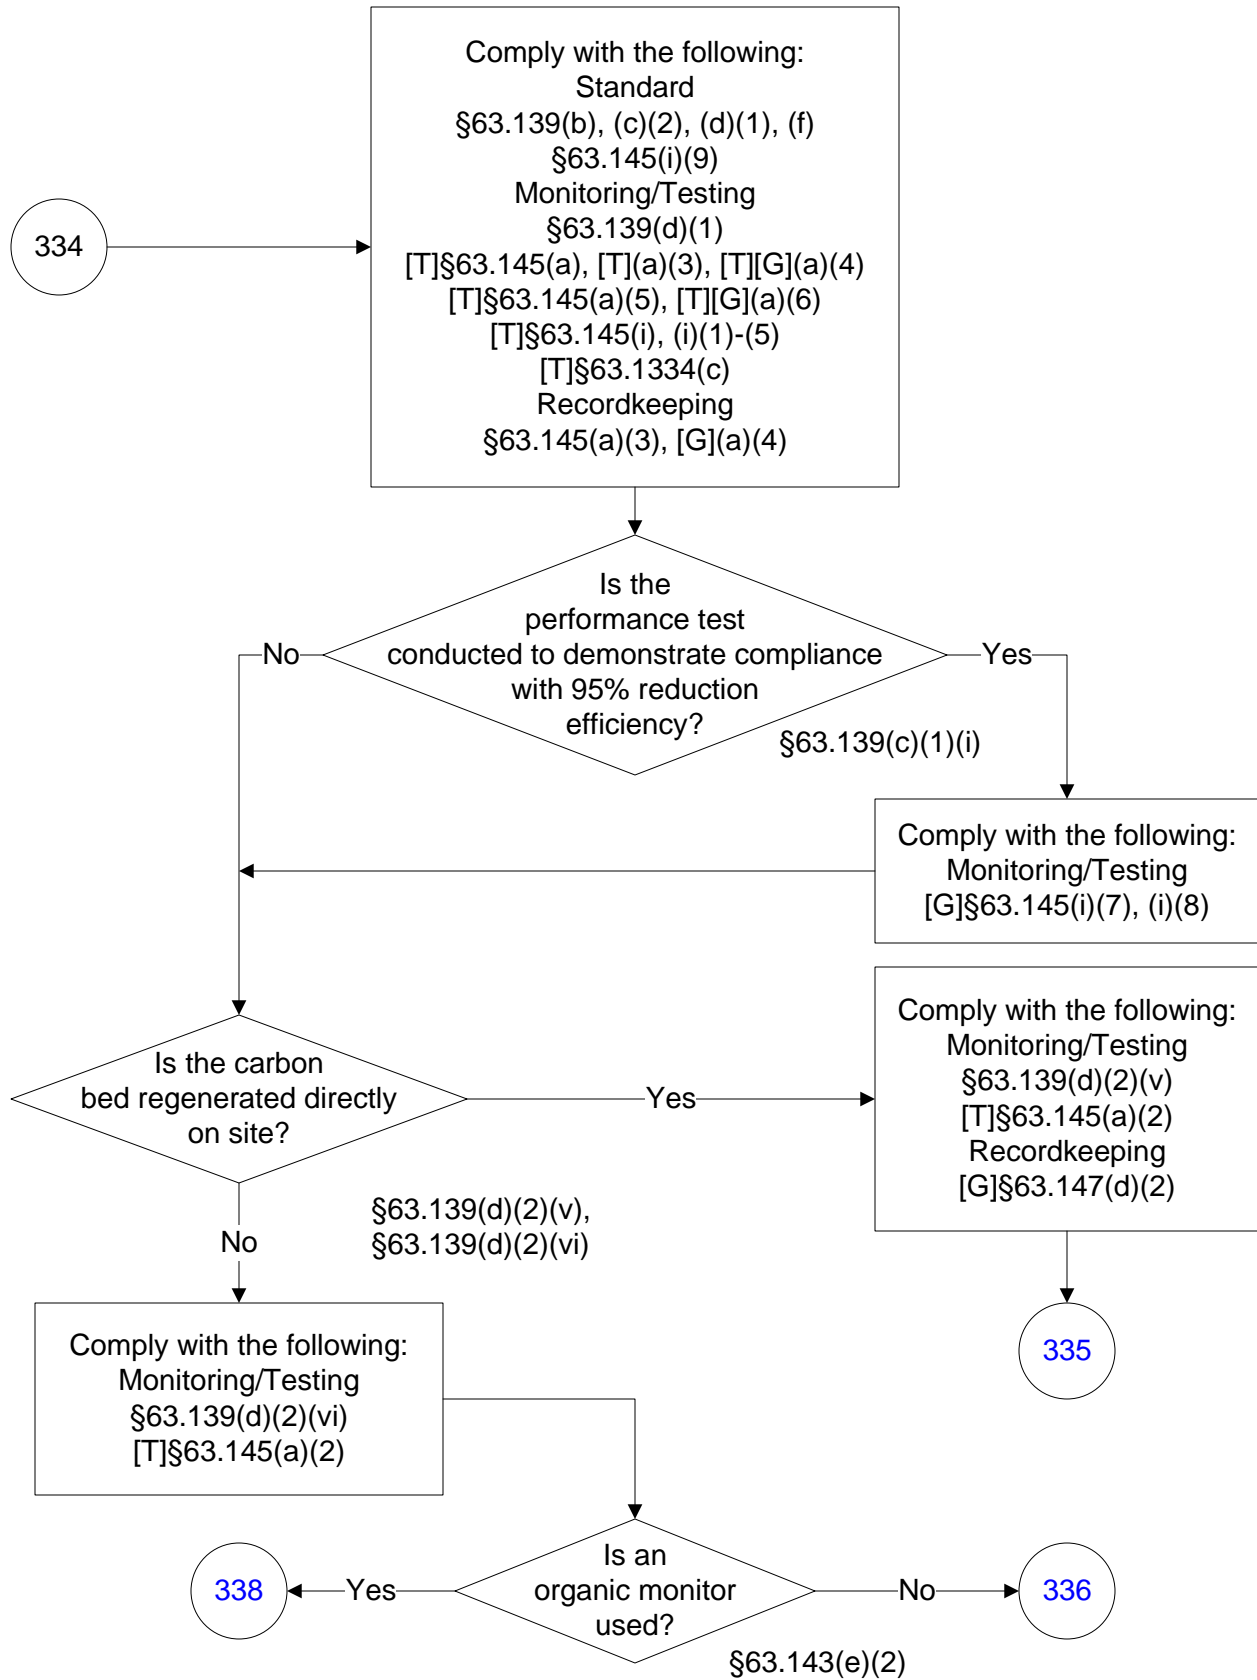 Comply with the following:
Standard
§63.139(b), (c)(2), (d)(1), (f)
§63.145(i)(9)
Monitoring/Testing
§63.139(d)(1)
[T]§63.145(a), [T](a)(3), [T][G](a)(4)
[T]§63.145(a)(5), [T][G](a)(6)
[T]§63.145(i), (i)(1)-(5)
[T]§63.1334(c)
Recordkeeping
§63.145(a)(3), [G](a)(4)
334
Is the
performance test
conducted to demonstrate compliance
with 95% reduction
efficiency?
No
Yes
§63.139(c)(1)(i)
Comply with the following:
Monitoring/Testing
[G]§63.145(i)(7), (i)(8)
Is the carbon
bed regenerated directly
on site?
Yes
Comply with the following:
Monitoring/Testing
§63.139(d)(2)(v)
[T]§63.145(a)(2)
Recordkeeping
[G]§63.147(d)(2)
No
§63.139(d)(2)(v),
§63.139(d)(2)(vi)
335
Comply with the following:
Monitoring/Testing
§63.139(d)(2)(vi)
[T]§63.145(a)(2)
Is an
organic monitor
used?
Yes
338
No
336
§63.143(e)(2)